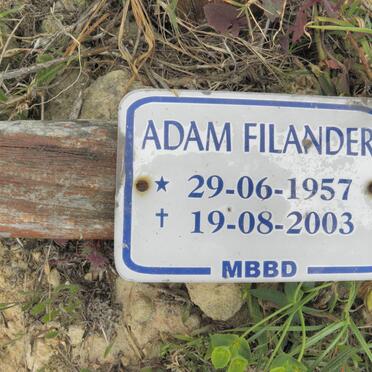 ADAM FILANDER
★ 29-06-1957
✝ 19-08-2003
MBBD